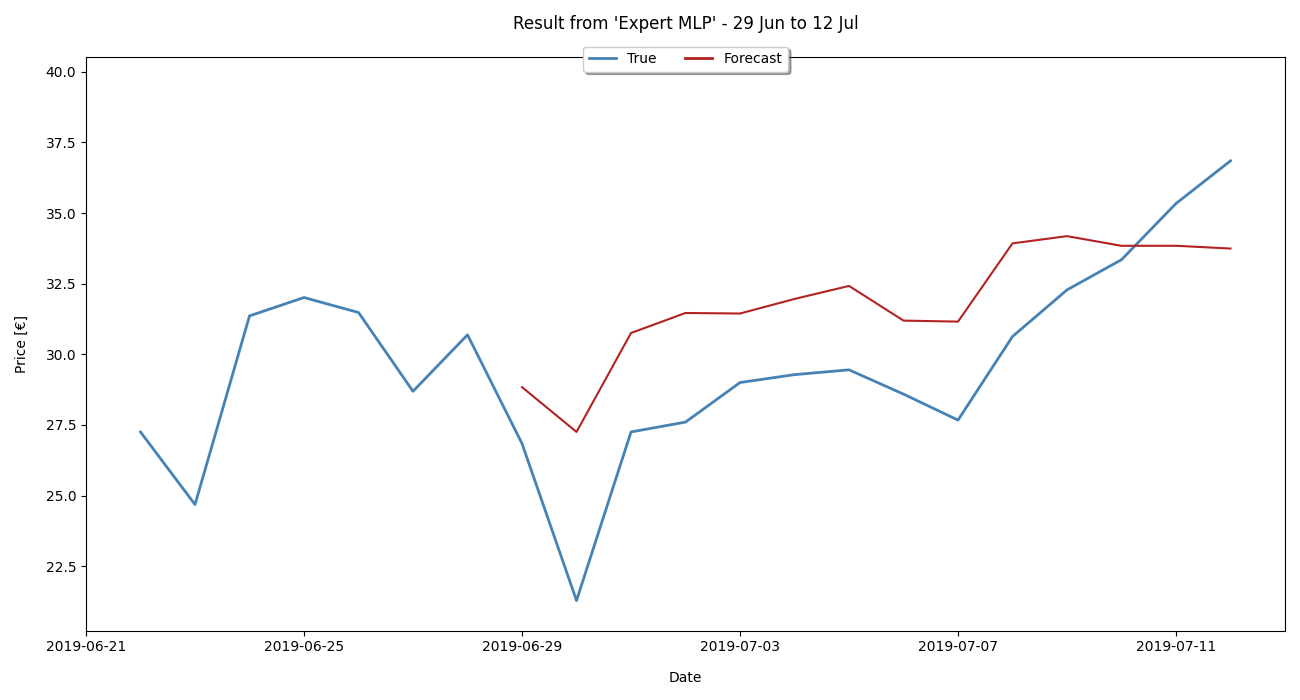 Result from 'Expert MLP' - 29 Jun to 12 Jul
True Forecast
40.0
37.5
35.0
32.5
30.0
27.5
25.0
22.5
Price [€]
2019-06-21 2019-06-25 2019-06-29 2019-07-03 2019-07-07 2019-07-11
Date